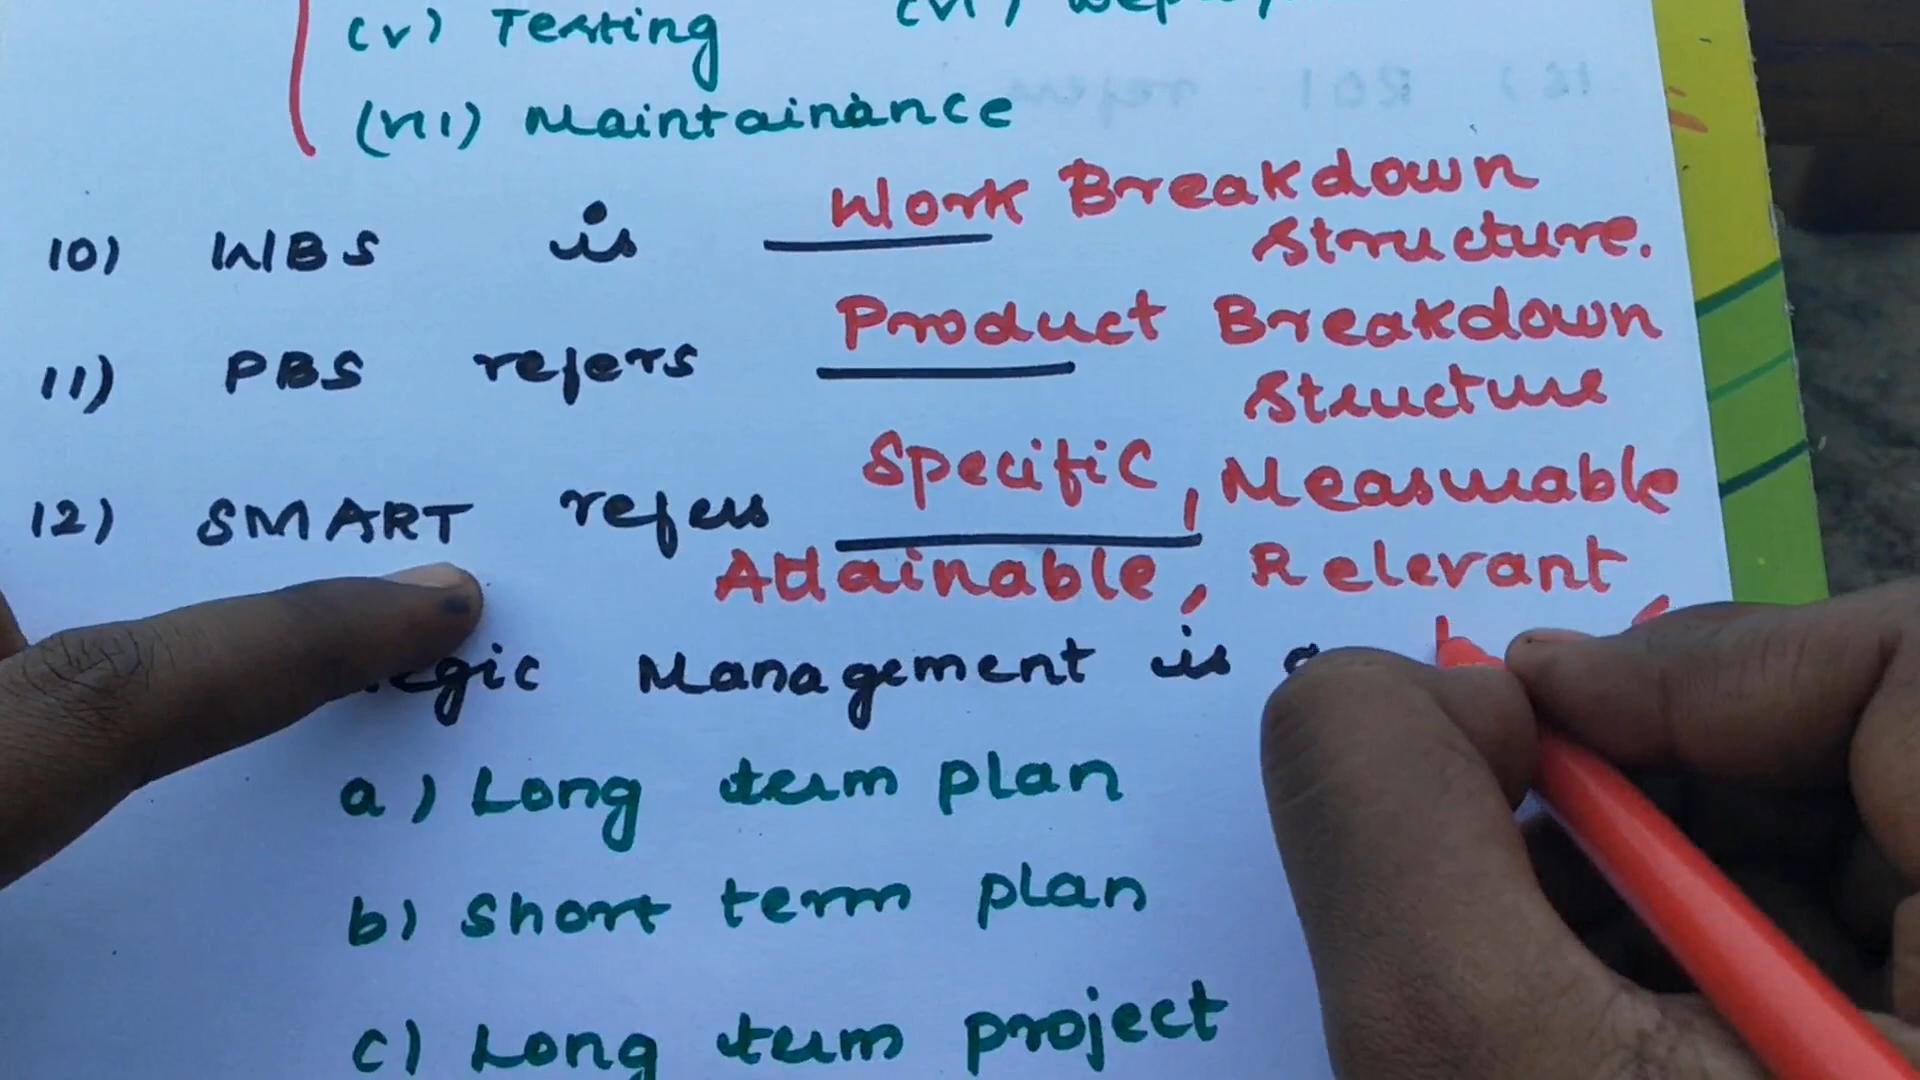 (v) Testing (vi)
(vii) Maintainance
10) WBS is Work Breakdown
Structure.
11) PBS refers Product Breakdown
Structure
12) SMART refers Specific, Measurable
Attainable, Relevant,
Management is a
a) Long term plan
b) Short term plan
c) Long term project